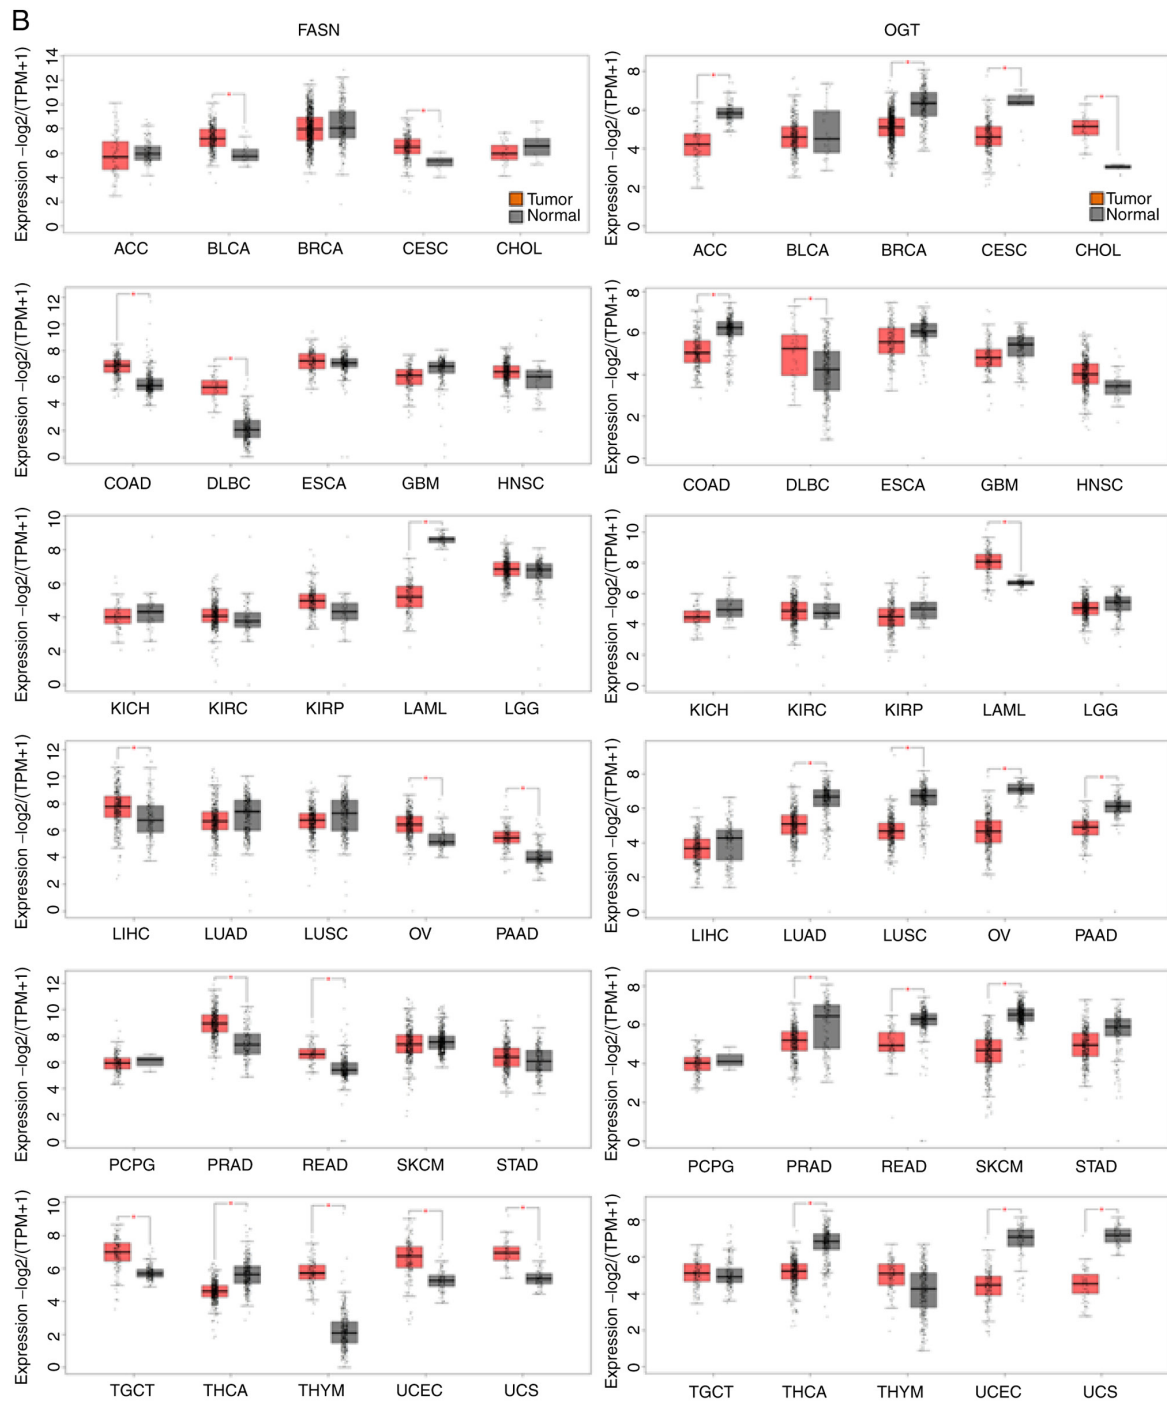 B
FASN
Expression −log2/(TPM+1)
14
12
10
8
6
4
2
0
Tumor
Normal
ACC BLCA BRCA CESC CHOL
OGT
Expression −log2/(TPM+1)
8
6
4
2
0
Tumor
Normal
ACC BLCA BRCA CESC CHOL
Expression −log2/(TPM+1)
12
10
8
6
4
2
0
COAD DLBC ESCA GBM HNSC
Expression −log2/(TPM+1)
8
6
4
2
0
COAD DLBC ESCA GBM HNSC
Expression −log2/(TPM+1)
10
8
6
4
2
0
KICH KIRC KIRP LAML LGG
Expression −log2/(TPM+1)
10
8
6
4
2
0
KICH KIRC KIRP LAML LGG
Expression −log2/(TPM+1)
12
10
8
6
4
2
0
LIHC LUAD LUSC OV PAAD
Expression −log2/(TPM+1)
8
6
4
2
0
LIHC LUAD LUSC OV PAAD
Expression −log2/(TPM+1)
12
10
8
6
4
2
0
PCPG PRAD READ SKCM STAD
Expression −log2/(TPM+1)
8
6
4
2
0
PCPG PRAD READ SKCM STAD
Expression −log2/(TPM+1)
10
8
6
4
2
0
TGCT THCA THYM UCEC UCS
Expression −log2/(TPM+1)
8
6
4
2
0
TGCT THCA THYM UCEC UCS